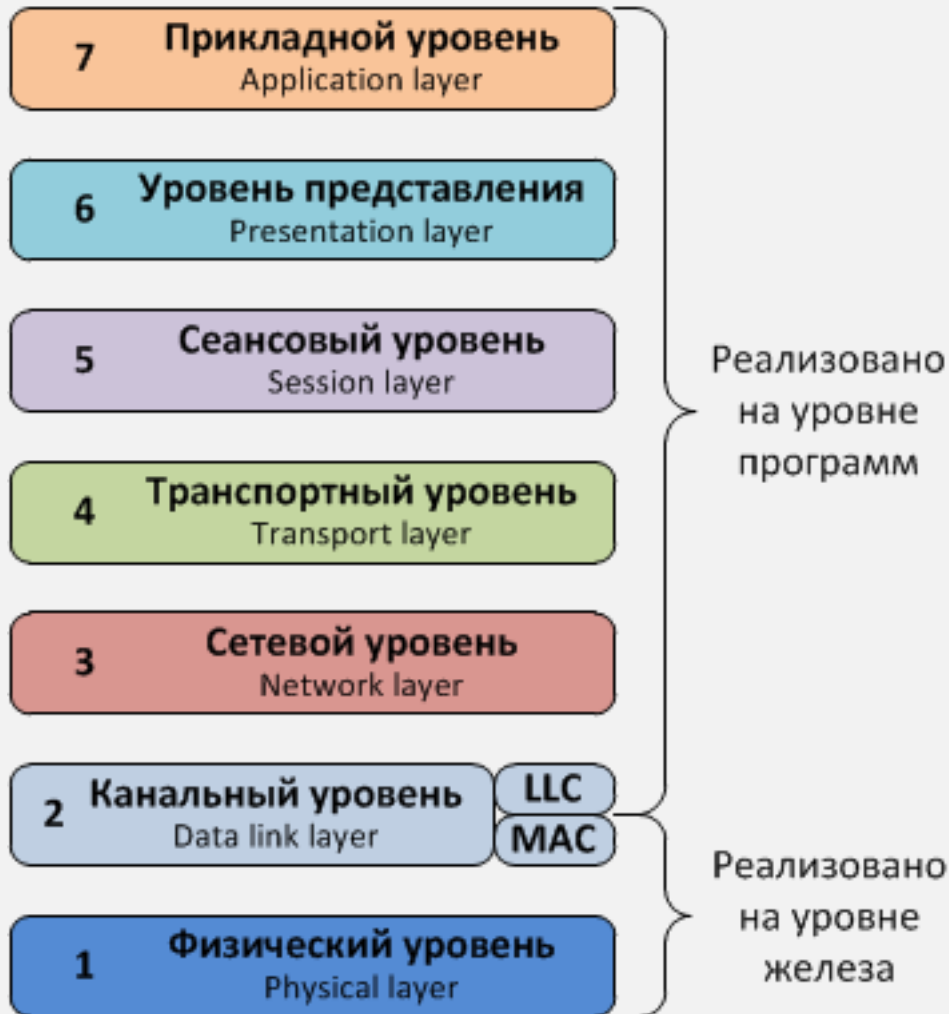 7 Прикладной уровень
Application layer
6 Уровень представления
Presentation layer
5 Сеансовый уровень
Session layer
4 Транспортный уровень
Transport layer
3 Сетевой уровень
Network layer
2 Канальный уровень
Data link layer
LLC
MAC
1 Физический уровень
Physical layer
Реализовано
на уровне
программ
Реализовано
на уровне
железа